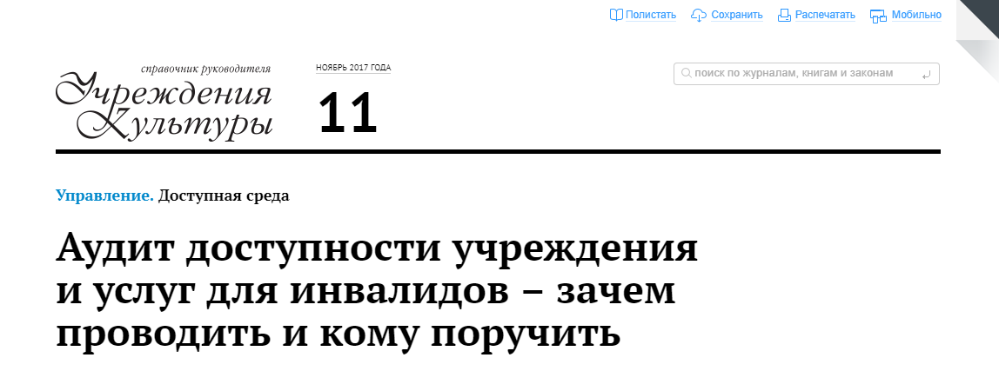 Полистать Сохранить Распечатать Мобильно
справочник руководителя
Учреждения
Культуры
НОЯБРЬ 2017 ГОДА
11
поиск по журналам, книгам и законам
Управление. Доступная среда
Аудит доступности учреждения
и услуг для инвалидов – зачем
проводить и кому поручить